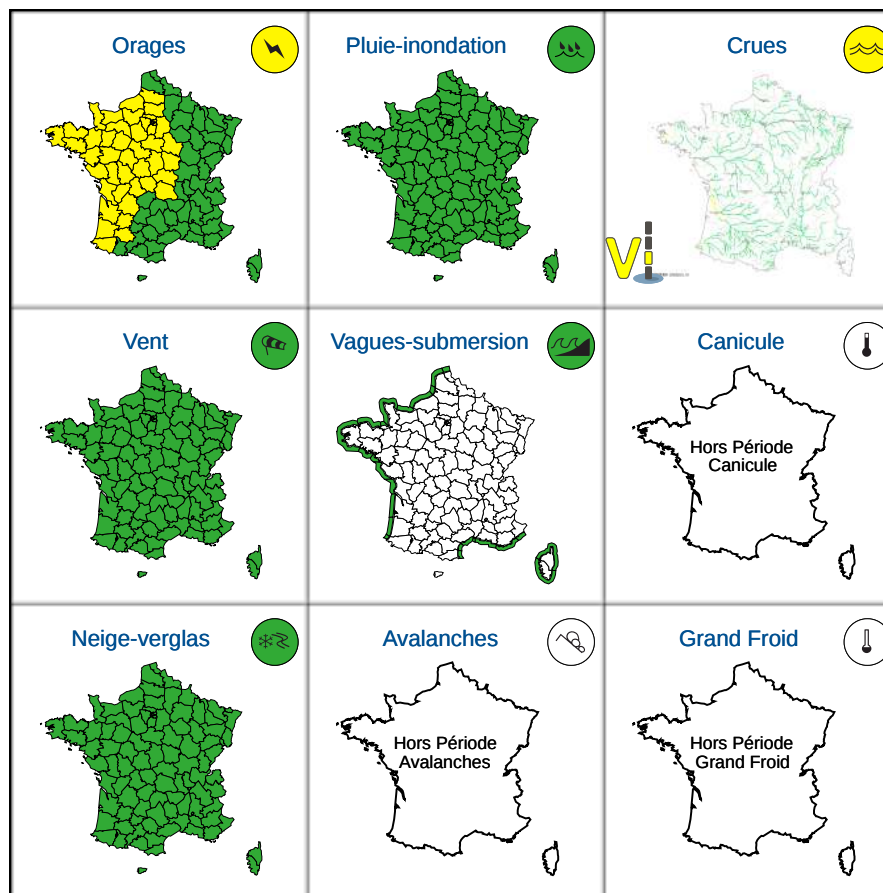 Orages
Pluie-inondation
Crues
Vi
Vent
Vagues-submersion
Canicule
Hors Période
Canicule
Neige-verglas
Avalanches
Grand Froid
Hors Période
Avalanches
Hors Période
Grand Froid